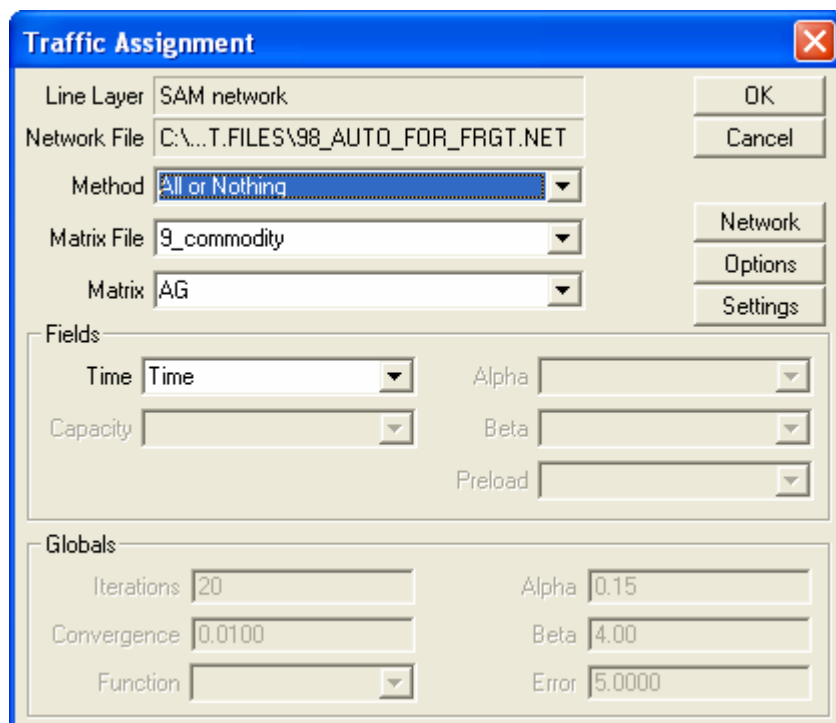 Traffic Assignment
Line Layer SAM network OK
Network File C:\...T.FILES\98_AUTO_FOR_FRGT.NET Cancel
Method All or Nothing
Matrix File 9_commodity Network
Options
Matrix AG Settings
Fields
Time Time Alpha
Capacity Beta
Preload
Globals
Iterations 20 Alpha 0.15
Convergence 0.0100 Beta 4.00
Function Error 5.0000